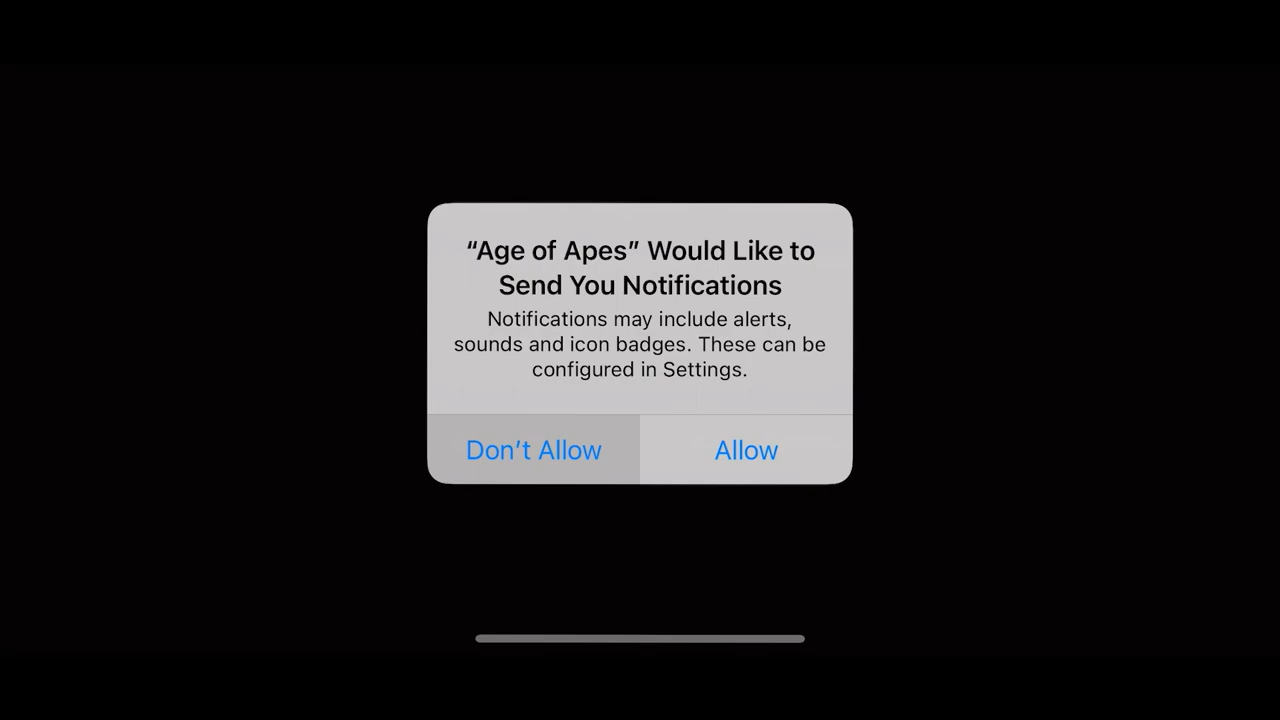 “Age of Apes” Would Like to
Send You Notifications
Notifications may include alerts,
sounds and icon badges. These can be
configured in Settings.
Don’t Allow
Allow